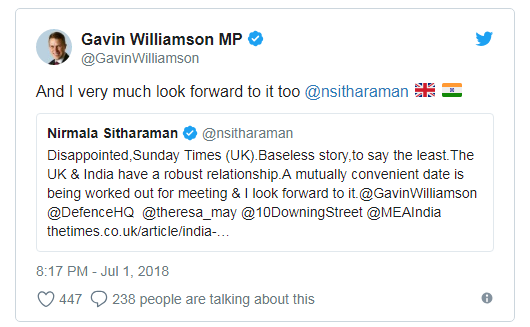 Gavin Williamson MP
@GavinWilliamson
And I very much look forward to it too @nsitharaman 🇬🇧 🇮🇳
Nirmala Sitharaman @nsitharaman
Disappointed,Sunday Times (UK).Baseless story,to say the least.The
UK & India have a robust relationship.A mutually convenient date is
being worked out for meeting & I look forward to it.@GavinWilliamson
@DefenceHQ @theresa_may @10DowningStreet @MEAIndia
thetimes.co.uk/article/india-…
8:17 PM - Jul 1, 2018
447 238 people are talking about this